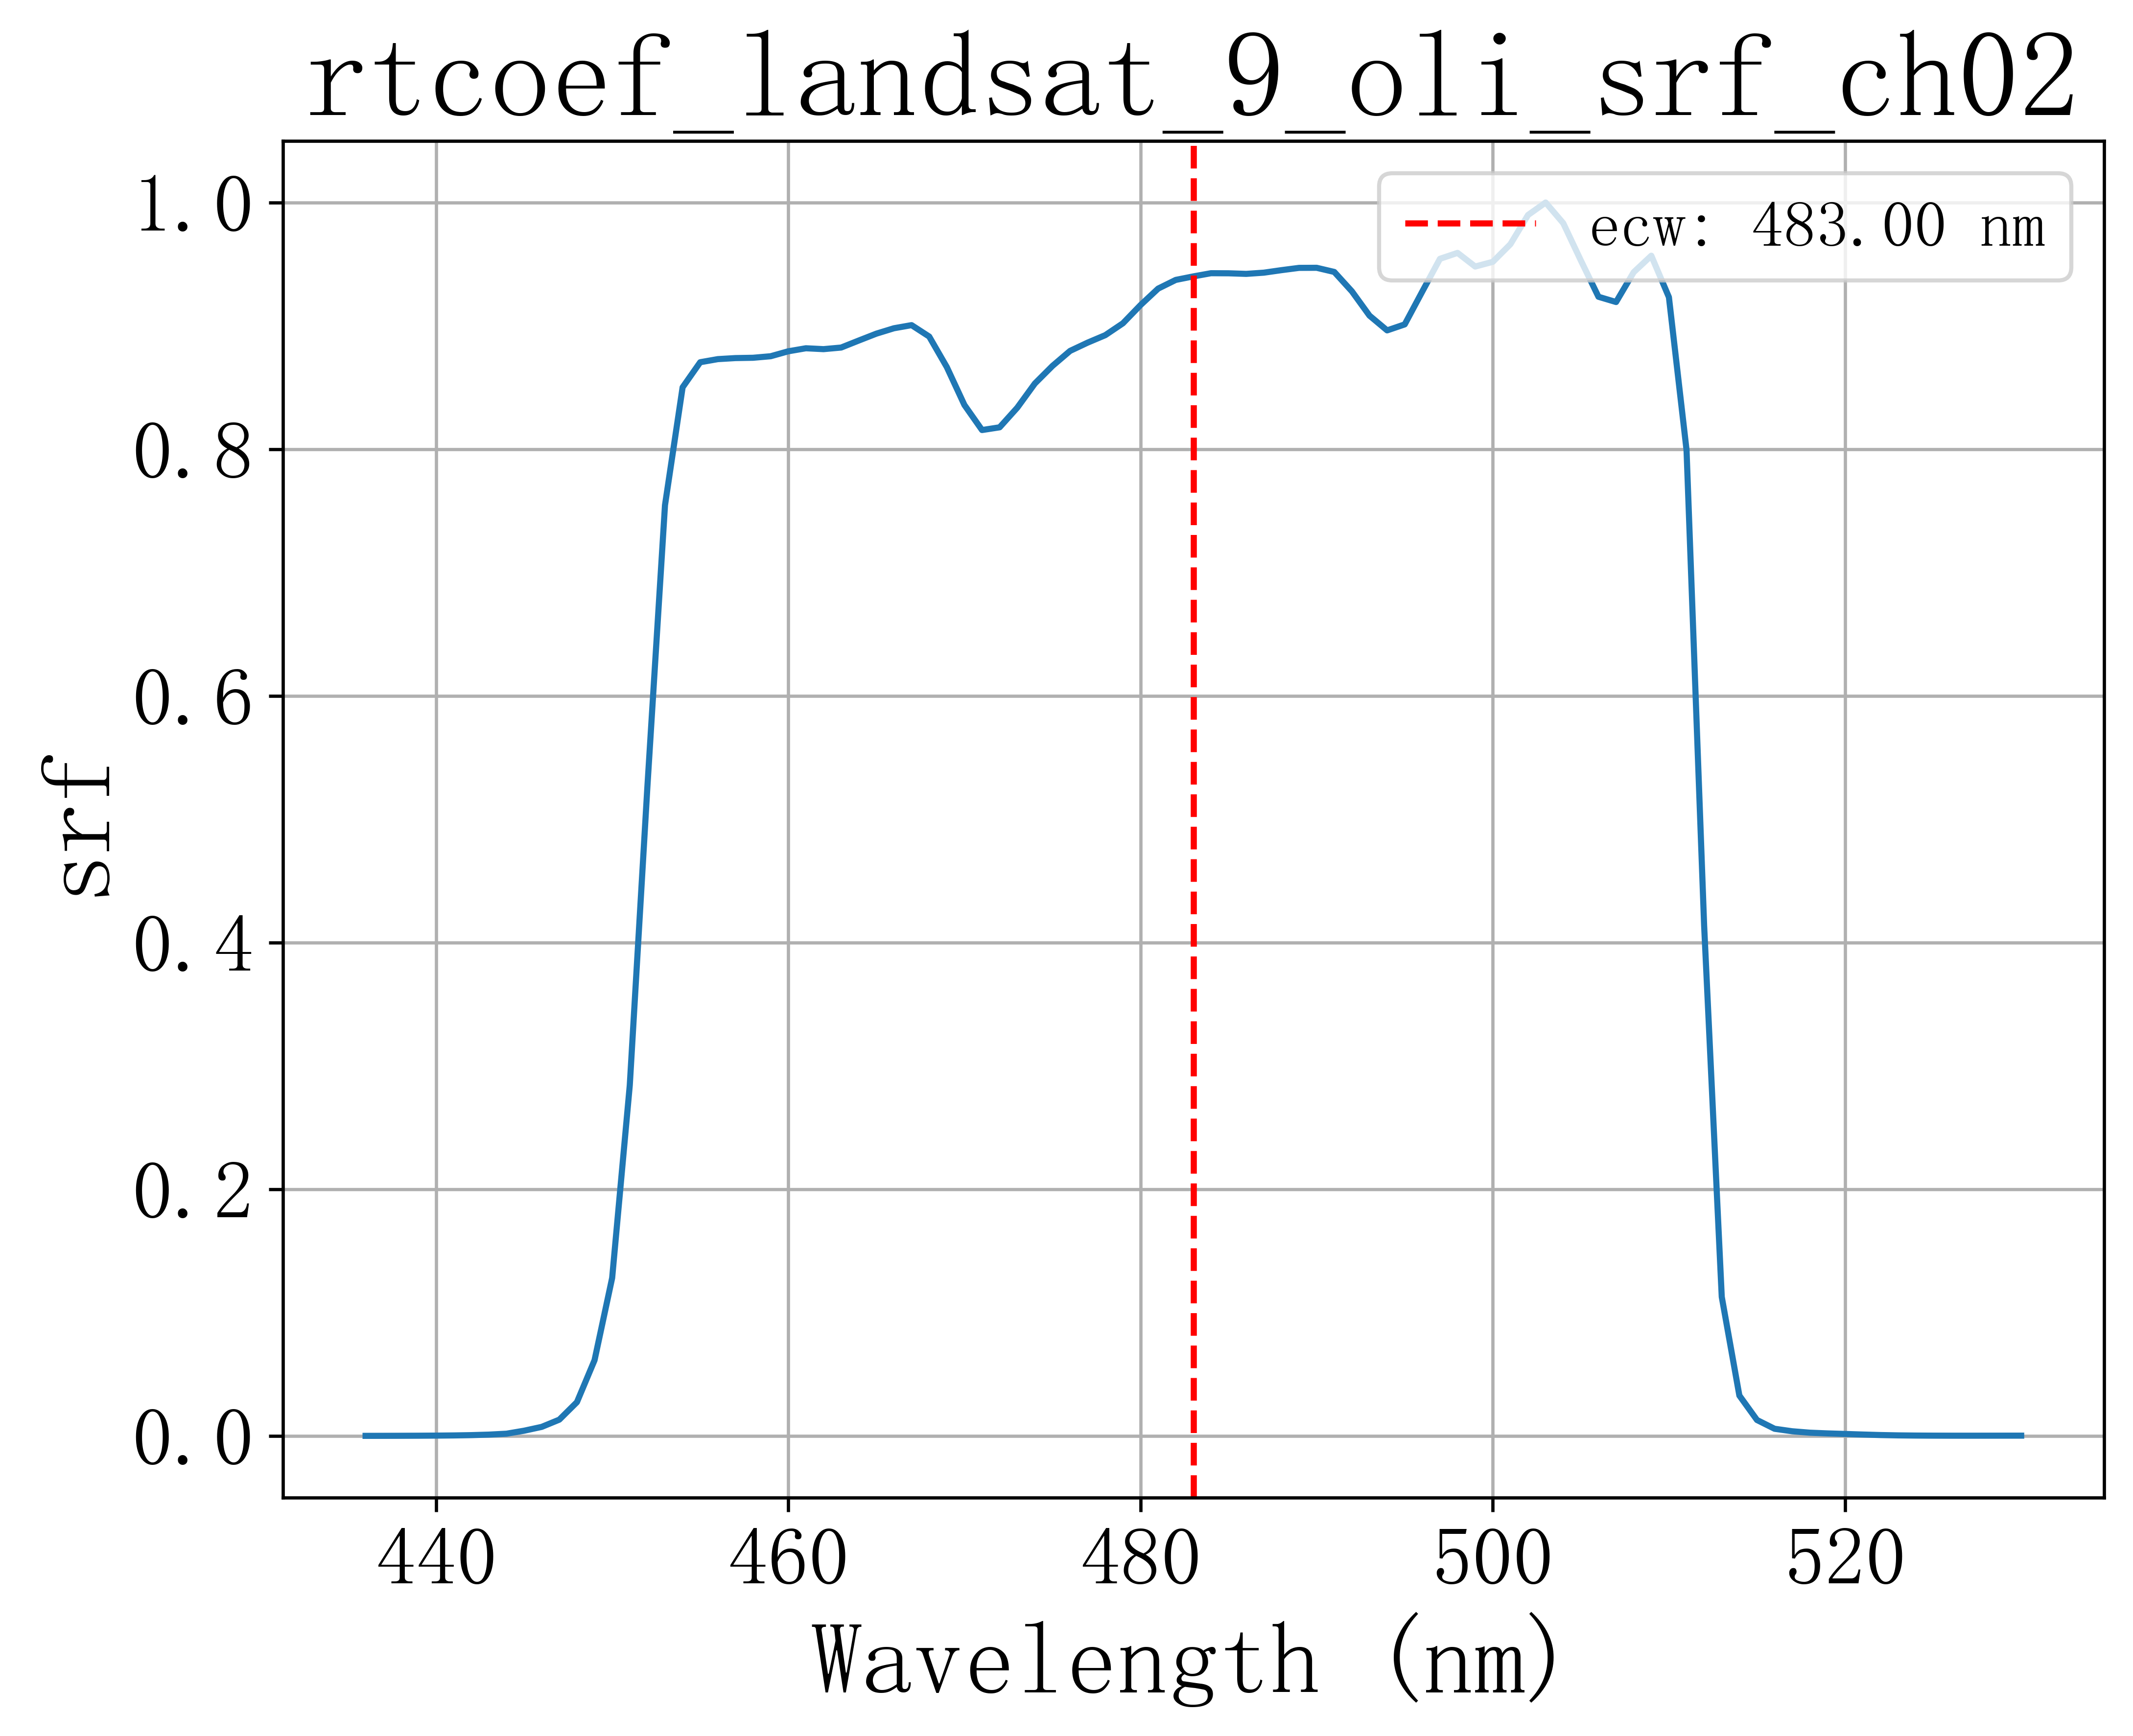 rtcoef_landsat_9_oli_srf_ch02
ecw: 483.00 nm
1.0
0.8
0.6
0.4
0.2
0.0
srf
440 460 480 500 520
Wavelength (nm)